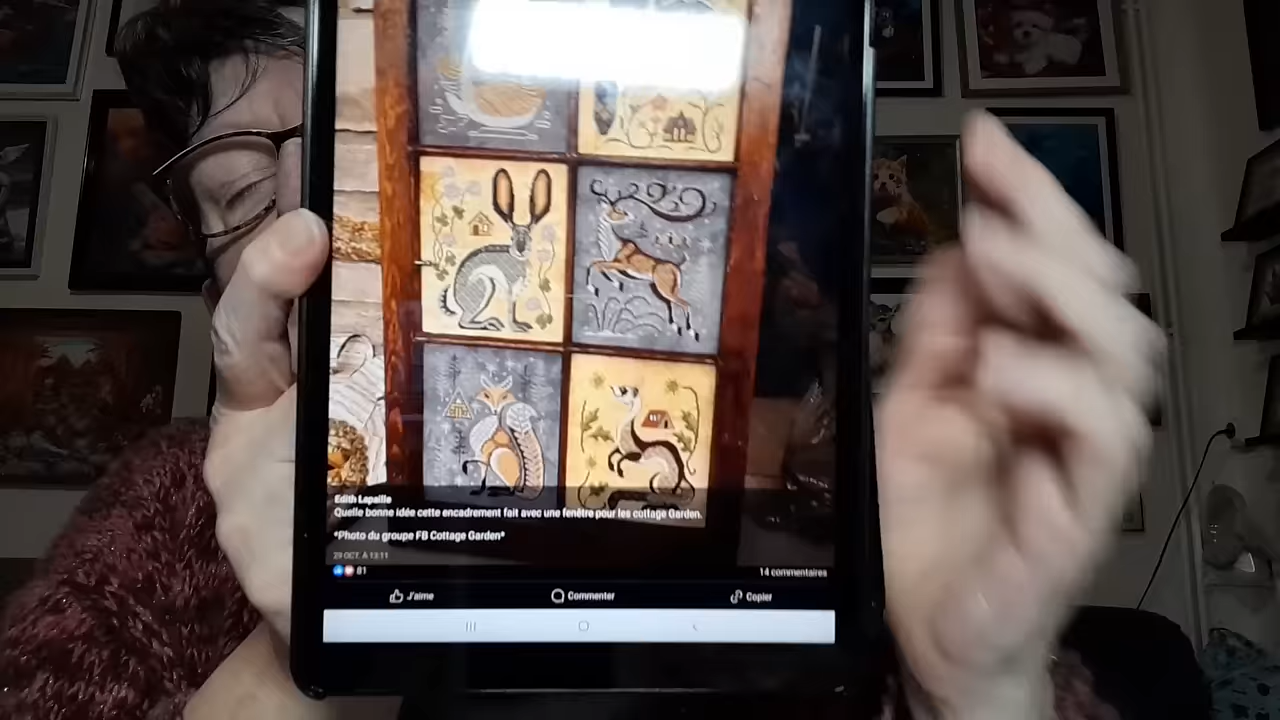 Edith Lapaille
Quelle bonne idée cette encadrement fait avec une fenêtre pour les cottage Garden.
*Photo du groupe FB Cottage Garden*
29 OCT. À 13:11
81
14 commentaires
J'aime
Commenter
Copier